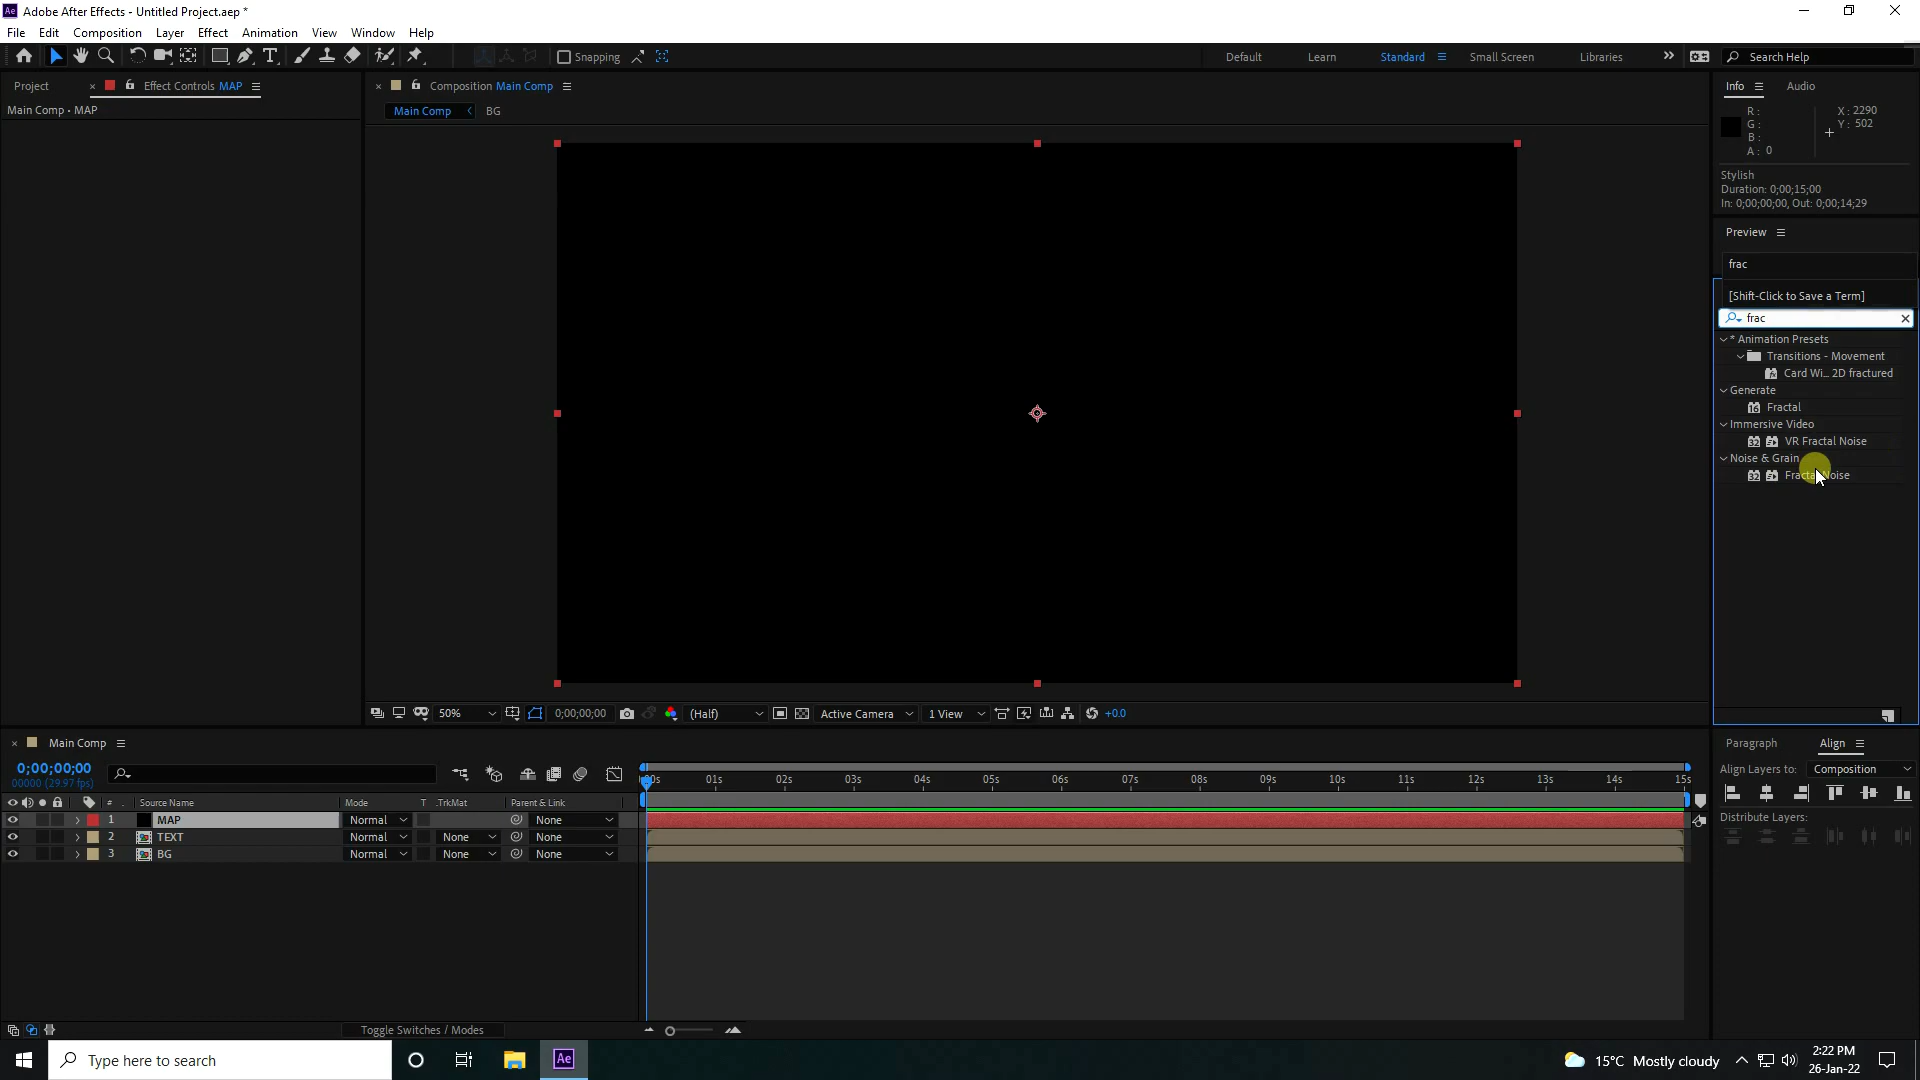 Adobe After Effects - Untitled Project.aep *
File Edit Composition Layer Effect Animation View Window Help
Snapping Default Learn Standard Small Screen Libraries Search Help
Project Effect Controls MAP
Main Comp • MAP
Composition Main Comp
Main Comp BG
Info Audio
R: X: 2290
G: Y: 502
B:
A: 0
Stylish
Duration: 0;00;15;00
In: 0;00;00;00, Out: 0;00;14;29
Preview
frac
[Shift-Click to Save a Term]
frac
* Animation Presets
Transitions - Movement
Card Wi... 2D fractured
Generate
16 Fractal
Immersive Video
32 VR Fractal Noise
Noise & Grain
32 Fractal Noise
50% 0;00;00;00 (Half) Active Camera 1 View +0.0
Main Comp
0;00;00;00
00000 (29.97 fps)
01s 02s 03s 04s 05s 06s 07s 08s 09s 10s 11s 12s 13s 14s 15s
# Source Name Mode T .TrkMat Parent & Link
1 MAP Normal None
2 TEXT Normal None None
3 BG Normal None None
Toggle Switches / Modes
Paragraph Align
Align Layers to: Composition
Distribute Layers:
Type here to search
15°C Mostly cloudy
2:22 PM
26-Jan-22